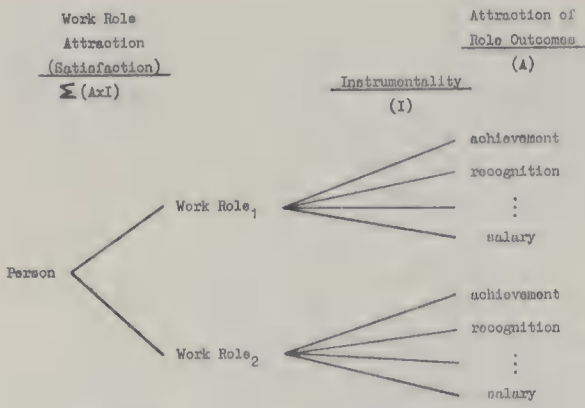 Work Role
Attraction
(Satisfaction)
Σ (AxI)
Instrumentality
(I)
Attraction of
Role Outcomes
(A)
Person
Work Role₁
achievement
recognition
⋮
salary
Work Role₂
achievement
recognition
⋮
salary